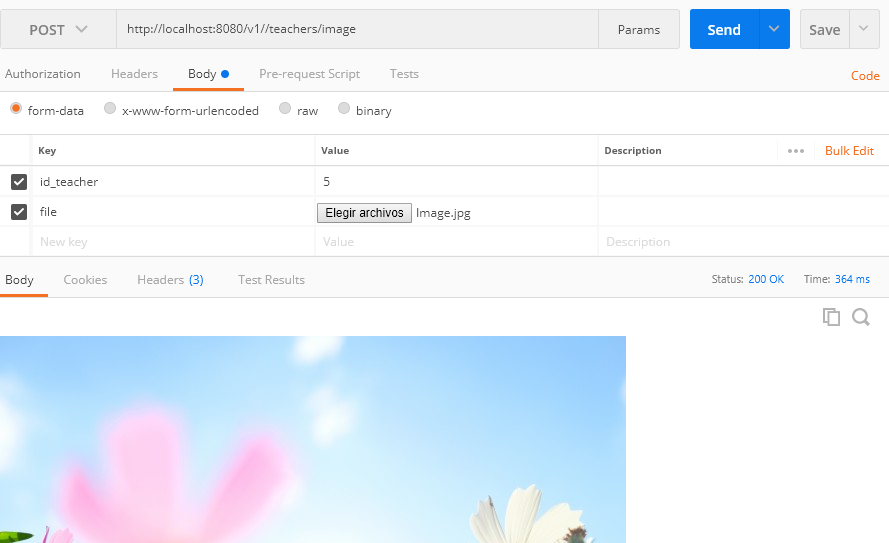 POST http://localhost:8080/v1//teachers/image Params Send Save
Authorization Headers Body Pre-request Script Tests Code
form-data x-www-form-urlencoded raw binary
Key Value Description ••• Bulk Edit
id_teacher 5
file Elegir archivos Image.jpg
New key Value Description
Body Cookies Headers (3) Test Results Status: 200 OK Time: 364 ms